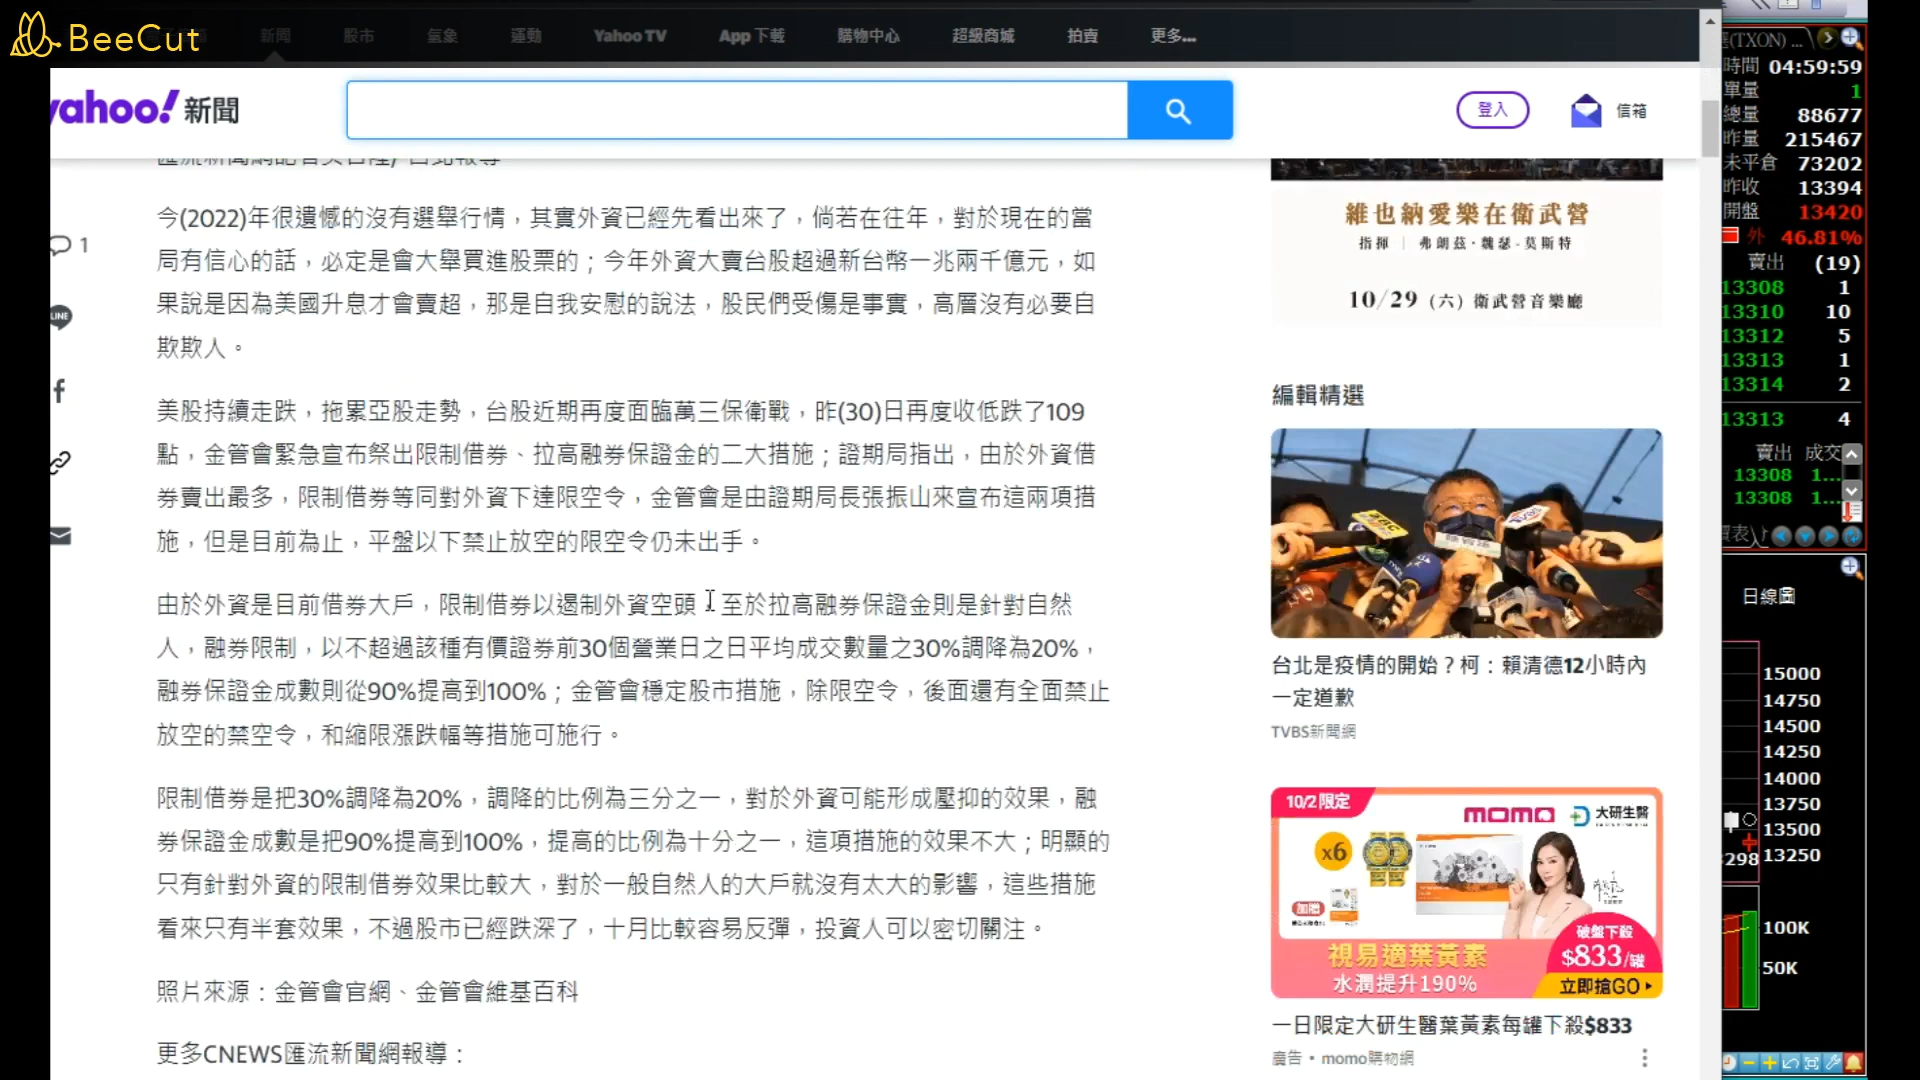 BeeCut
新聞 股市 氣象 運動 Yahoo TV App 下載 購物中心 超級商城 拍賣 更多...
yahoo! 新聞
登入
信箱
今(2022)年很遺憾的沒有選舉行情，其實外資已經先看出來了，倘若在往年，對於現在的當
局有信心的話，必定是會大舉買進股票的；今年外資大賣台股超過新台幣一兆兩千億元，如
果說是因為美國升息才會賣超，那是自我安慰的說法，股民們受傷是事實，高層沒有必要自
欺欺人。
1
LINE
美股持續走跌，拖累亞股走勢，台股近期再度面臨萬三保衛戰，昨(30)日再度收低跌了109
點，金管會緊急宣布祭出限制借券、拉高融券保證金的二大措施；證期局指出，由於外資借
券賣出最多，限制借券等同對外資下達限空令，金管會是由證期局長張振山來宣布這兩項措
施，但是目前為止，平盤以下禁止放空的限空令仍未出手。
由於外資是目前借券大戶，限制借券以遏制外資空頭 至於拉高融券保證金則是針對自然
人，融券限制，以不超過該種有價證券前30個營業日之日平均成交數量之30%調降為20%，
融券保證金成數則從90%提高到100%；金管會穩定股市措施，除限空令，後面還有全面禁止
放空的禁空令，和縮限漲跌幅等措施可施行。
限制借券是把30%調降為20%，調降的比例為三分之一，對於外資可能形成壓抑的效果，融
券保證金成數是把90%提高到100%，提高的比例為十分之一，這項措施的效果不大；明顯的
只有針對外資的限制借券效果比較大，對於一般自然人的大戶就沒有太大的影響，這些措施
看來只有半套效果，不過股市已經跌深了，十月比較容易反彈，投資人可以密切關注。
照片來源：金管會官網、金管會維基百科
更多CNEWS匯流新聞網報導：
維也納愛樂在衛武營
指揮｜弗朗茲・魏瑟-莫斯特
10/29 (六) 衛武營音樂廳
編輯精選
台北是疫情的開始？柯：賴清德12小時內
一定道歉
TVBS新聞網
10/2限定
momo
大研生醫
x6
加贈
視易適葉黃素
水潤提升190%
破盤下殺
$833/罐
立即搶GO
一日限定大研生醫葉黃素每罐下殺$833
廣告・momo購物網
(TXON) ...
時間 04:59:59
單量 1
總量 88677
昨量 215467
未平倉 73202
昨收 13394
開盤 13420
外 46.81%
賣出 (19)
13308 1
13310 10
13312 5
13313 1
13314 2
13313 4
賣出 成交
13308 1...
13308 1...
日線圖
15000
14750
14500
14250
14000
13750
13500
13250
298
100K
50K